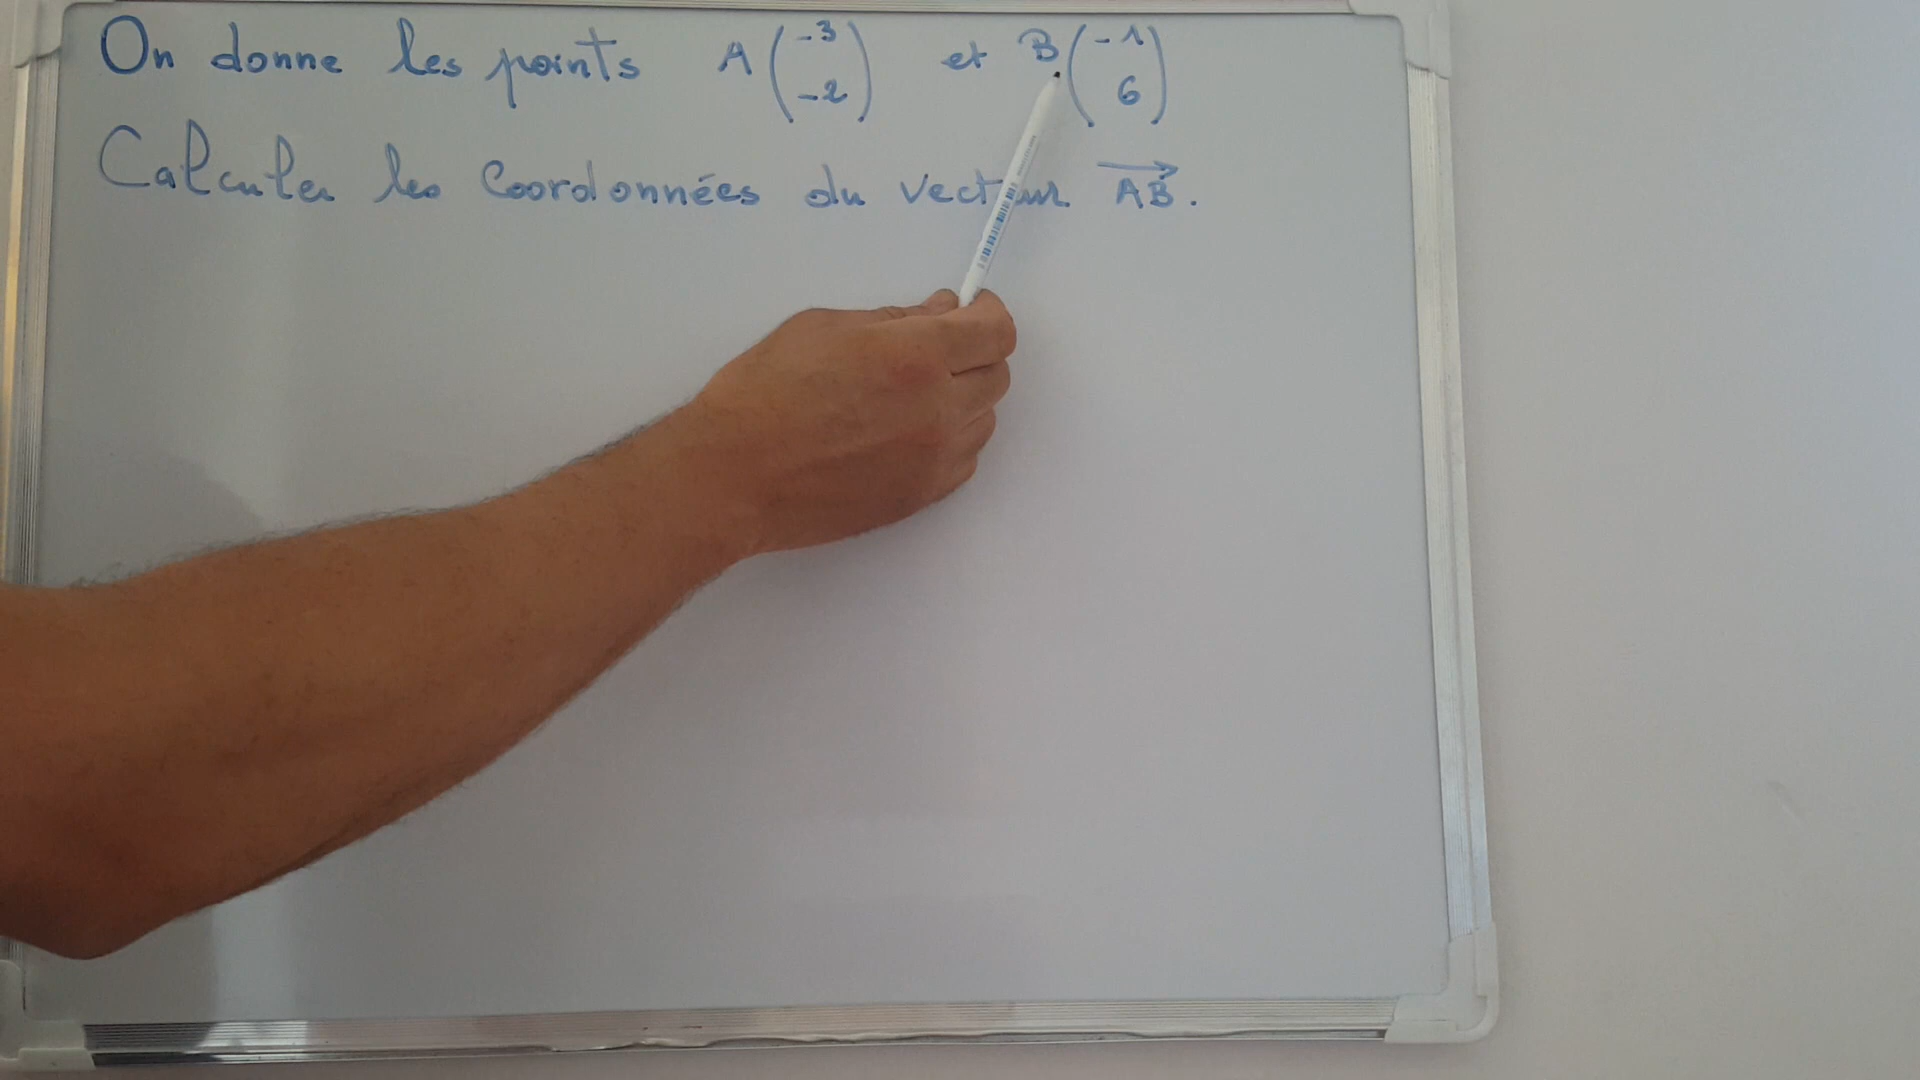 On donne les points A(-3 -2) et B(-1 6)
Calculer les coordonnées du vecteur AB.